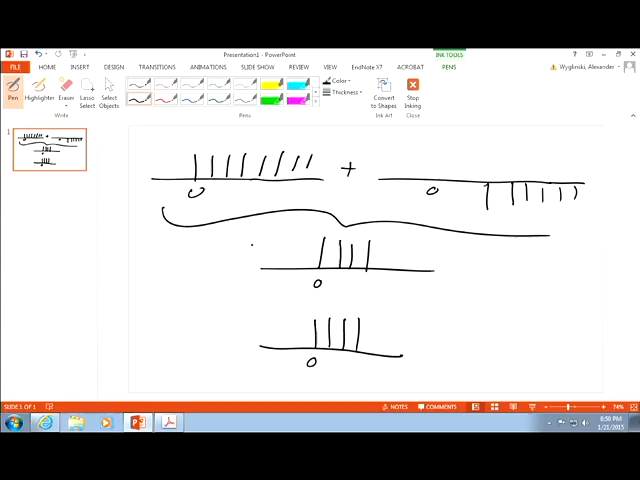 Presentation1 - PowerPoint
INK TOOLS
FILE HOME INSERT DESIGN TRANSITIONS ANIMATIONS SLIDE SHOW REVIEW VIEW EndNote X7 ACROBAT PENS
Wyglinski, Alexander
Pen Highlighter Eraser Lasso Select Select Objects
Color
Thickness
Convert to Shapes Stop Inking
Write Pens Close
1
+
0 0
0
0
SLIDE 1 OF 1 NOTES COMMENTS 74%
8:50 PM
1/21/2015